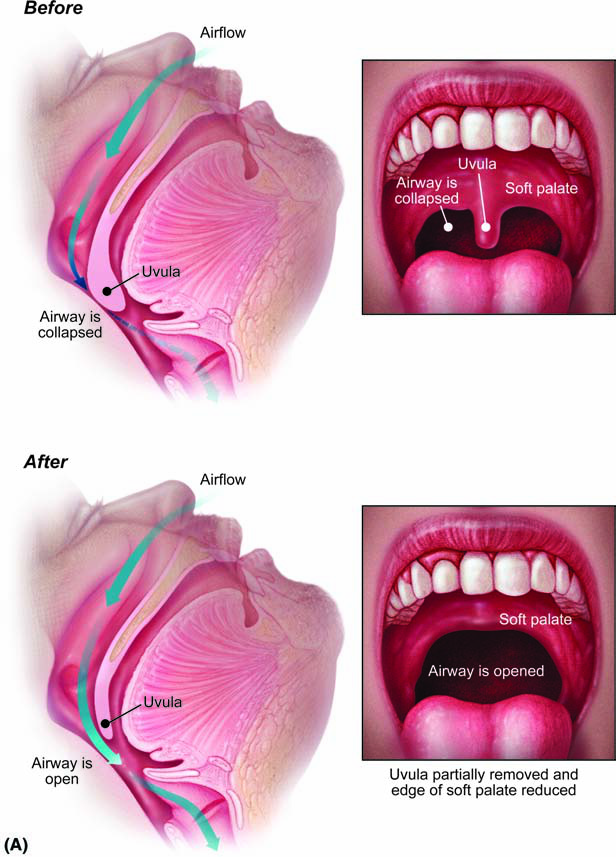 Before
Airflow
Uvula
Airway is
collapsed
Uvula
Airway is
collapsed
Soft palate
After
Airflow
Uvula
Airway is
open
Soft palate
Airway is opened
Uvula partially removed and
edge of soft palate reduced
(A)